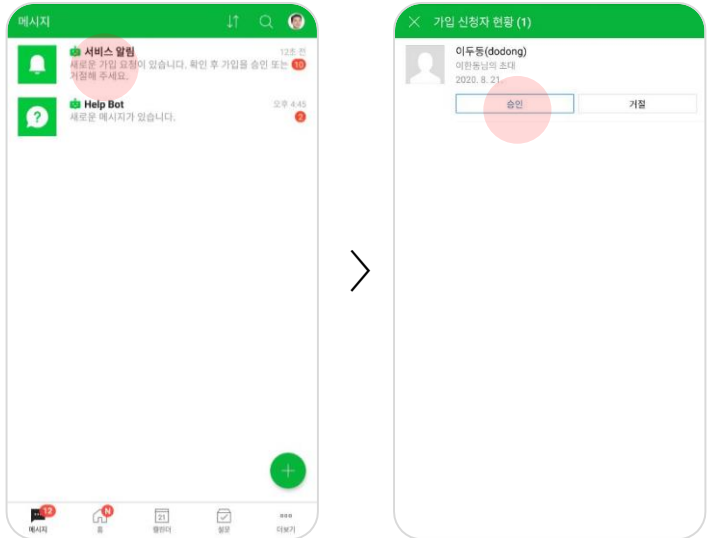 메시지
서비스 알림
12초 전
새로운 가입 요청이 있습니다. 확인 후 가입을 승인 또는
10
거절해 주세요.
Help Bot
오후 4:45
새로운 메시지가 있습니다.
2
12
N
21
메시지
홈
캘린더
설문
더보기
가입 신청자 현황 (1)
이두동(dodong)
이한동님의 초대
2020. 8. 21.
승인
거절